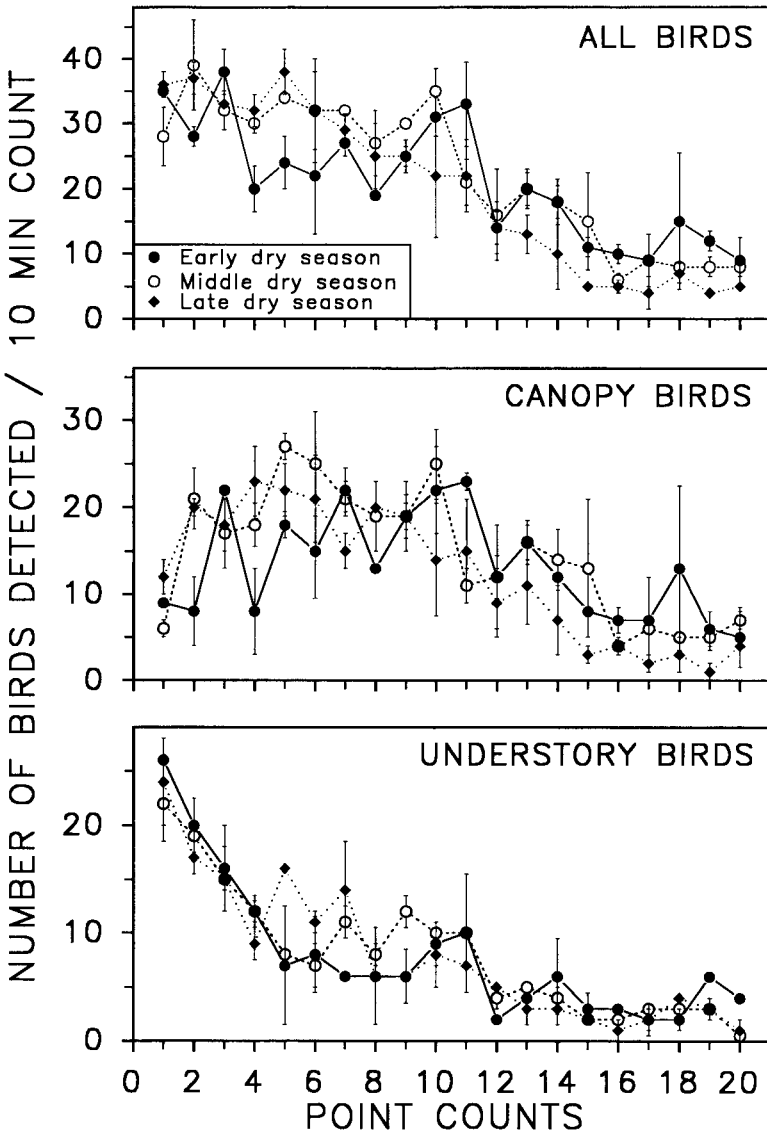 NUMBER OF BIRDS DETECTED / 10 MIN COUNT
ALL BIRDS
40
30
20
10
0
Early dry season
Middle dry season
Late dry season
CANOPY BIRDS
30
20
10
0
UNDERSTORY BIRDS
20
10
0
0 2 4 6 8 10 12 14 16 18 20
POINT COUNTS